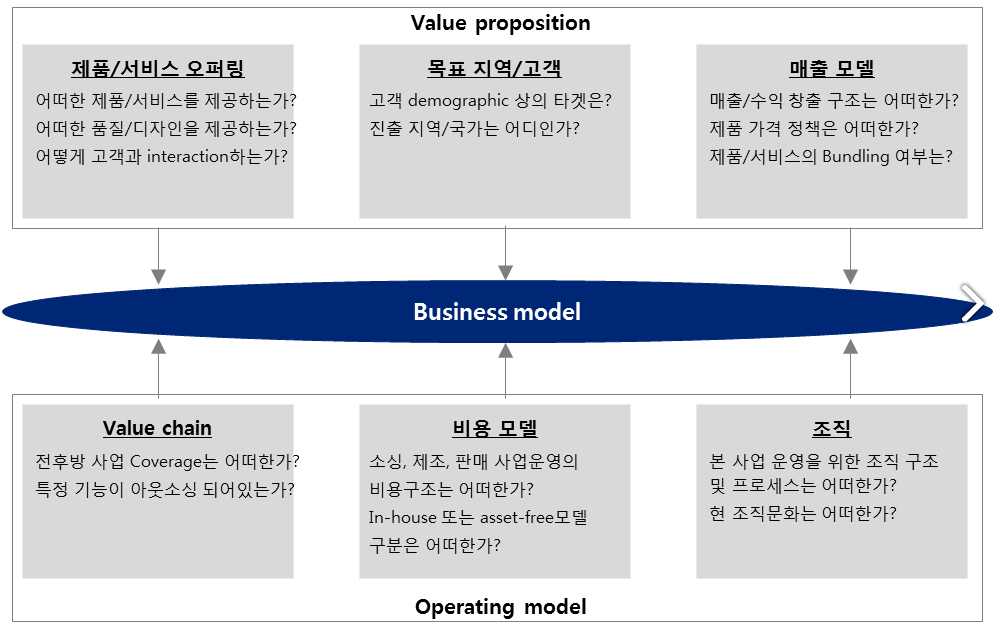 Value proposition
제품/서비스 오퍼링
어떠한 제품/서비스를 제공하는가?
어떠한 품질/디자인을 제공하는가?
어떻게 고객과 interaction하는가?
목표 지역/고객
고객 demographic 상의 타겟은?
진출 지역/국가는 어디인가?
매출 모델
매출/수익 창출 구조는 어떠한가?
제품 가격 정책은 어떠한가?
제품/서비스의 Bundling 여부는?
Business model
Value chain
전후방 사업 Coverage는 어떠한가?
특정 기능이 아웃소싱 되어있는가?
비용 모델
소싱, 제조, 판매 사업운영의
비용구조는 어떠한가?
In-house 또는 asset-free모델
구분은 어떠한가?
조직
본 사업 운영을 위한 조직 구조
및 프로세스는 어떠한가?
현 조직문화는 어떠한가?
Operating model